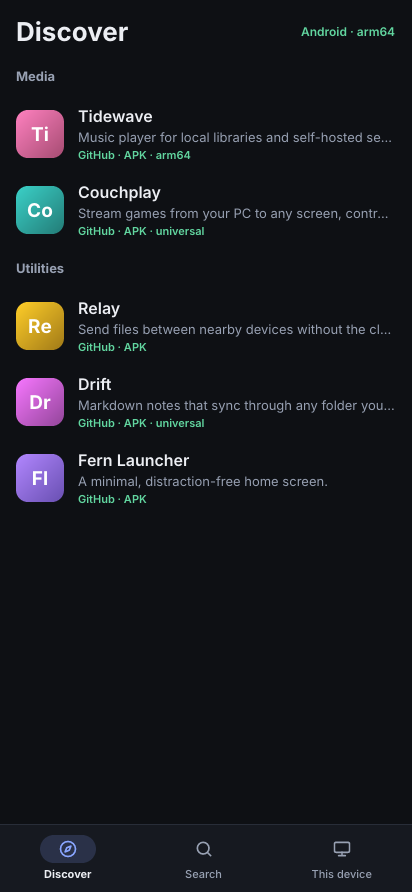 Discover
Android · arm64
Media
Ti
Tidewave
Music player for local libraries and self-hosted se...
GitHub · APK · arm64
Co
Couchplay
Stream games from your PC to any screen, contr...
GitHub · APK · universal
Utilities
Re
Relay
Send files between nearby devices without the cl...
GitHub · APK
Dr
Drift
Markdown notes that sync through any folder you...
GitHub · APK · universal
Fl
Fern Launcher
A minimal, distraction-free home screen.
GitHub · APK
Discover
Search
This device